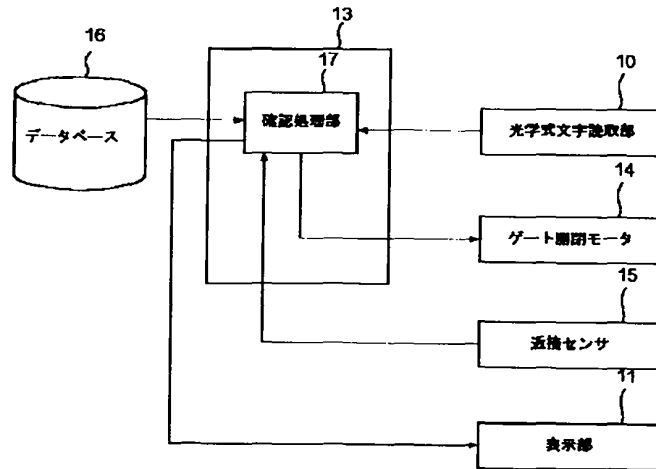 13
16
17
10
データベース
確認処理部
光学式文字読取部
14
ゲート開閉モータ
15
近接センサ
11
表示部